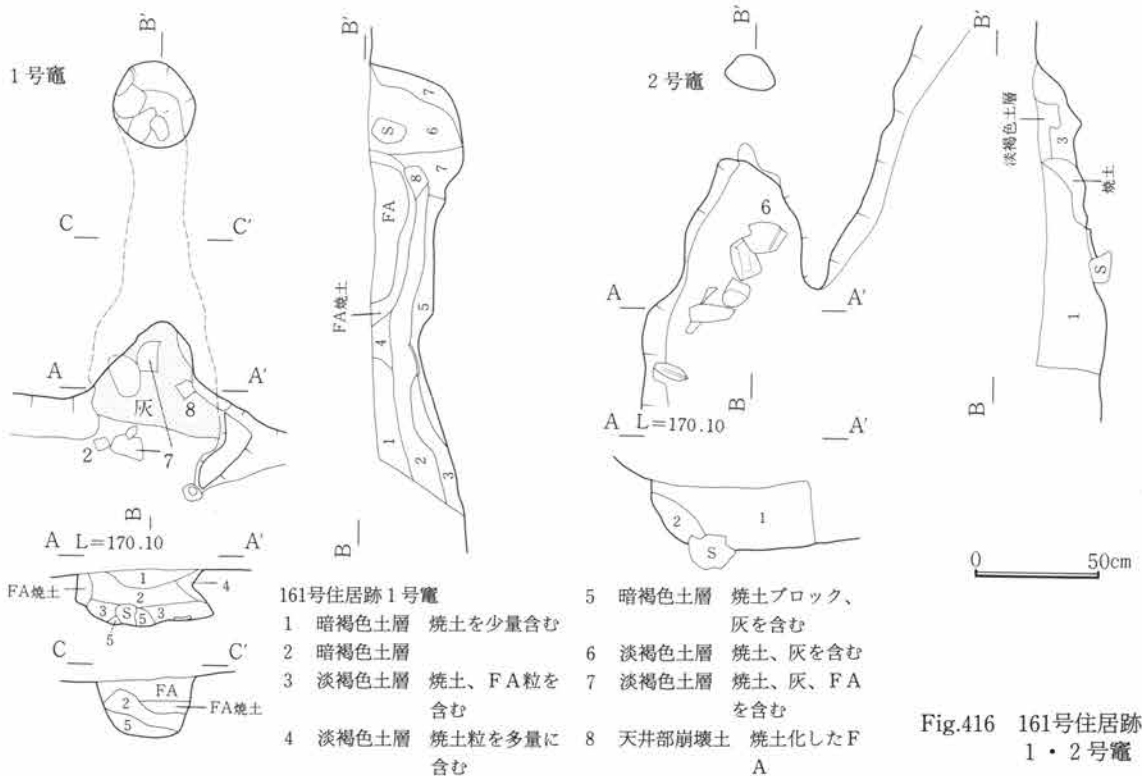 1号竈
B'
S
7
6
7
8
FA
FA焼土
5
4
1
2
3
B
B'
C
C'
A
A'
灰
8
2
7
B
A L=170.10 A'
FA焼土
1
2
4
3
S
5
3
5
C
C'
FA
2
FA焼土
5
2号竈
B'
6
A
A'
B
A L=170.10 A'
2
1
S
B'
淡褐色土層
3
焼土
S
1
B
0 50cm
161号住居跡1号竈
1 暗褐色土層 焼土を少量含む
2 暗褐色土層
3 淡褐色土層 焼土、FA粒を
含む
4 淡褐色土層 焼土粒を多量に
含む
5 暗褐色土層 焼土ブロック、
灰を含む
6 淡褐色土層 焼土、灰を含む
7 淡褐色土層 焼土、灰、FA
を含む
8 天井部崩壊土 焼土化したF
A
Fig.416 161号住居跡
1・2号竈